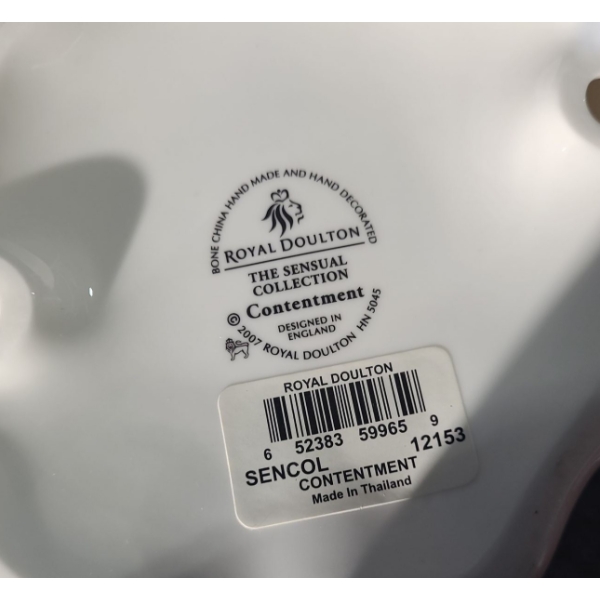 BONE CHINA HAND MADE AND HAND DECORATED
ROYAL DOULTON
THE SENSUAL
COLLECTION
Contentment
DESIGNED IN
ENGLAND
© 2007 ROYAL DOULTON HN 5045
ROYAL DOULTON
6 52383 59965 9
SENCOL 12153
CONTENTMENT
Made In Thailand